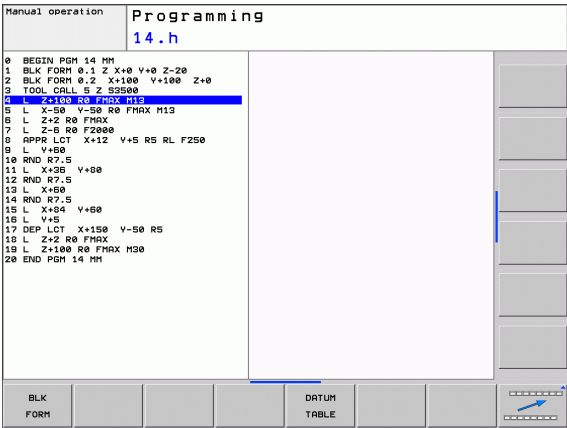 Manual operation
Programming
14.h
0 BEGIN PGM 14 MM
1 BLK FORM 0.1 Z X+0 Y+0 Z-20
2 BLK FORM 0.2 X+100 Y+100 Z+0
3 TOOL CALL 5 Z S3500
4 L Z+100 R0 FMAX M13
5 L X-50 Y-50 R0 FMAX M13
6 L Z+2 R0 FMAX
7 L Z-6 R0 F2000
8 APPR LCT X+12 Y+5 R5 RL F250
9 L Y+60
10 RND R7.5
11 L X+36 Y+80
12 RND R7.5
13 L X+60
14 RND R7.5
15 L X+84 Y+60
16 L Y+5
17 DEP LCT X+150 Y-50 R5
18 L Z+2 R0 FMAX
19 L Z+100 R0 FMAX M30
20 END PGM 14 MM
BLK FORM
DATUM TABLE